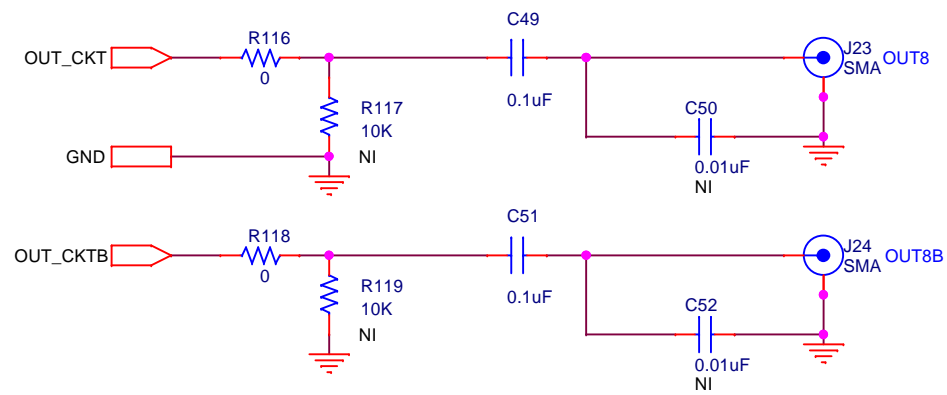 C49
R116
J23
OUT_CKT
SMA OUT8
0
0.1uF
R117
C50
10K
GND
NI
0.01uF
NI
C51
R118
J24
OUT_CKTB
OUT8B
SMA
0
R119
0.1uF
C52
10K
NI
0.01uF
NI